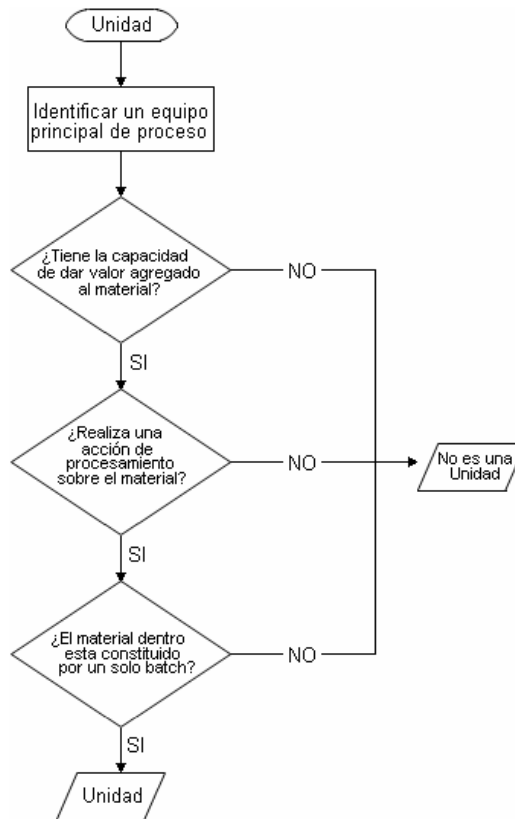 Unidad
Identificar un equipo
principal de proceso
¿Tiene la capacidad
de dar valor agregado
al material?
NO
SI
¿Realiza una
acción de
procesamiento
sobre el material?
NO
No es una
Unidad
SI
¿El material dentro
esta constituido
por un solo batch?
NO
SI
Unidad